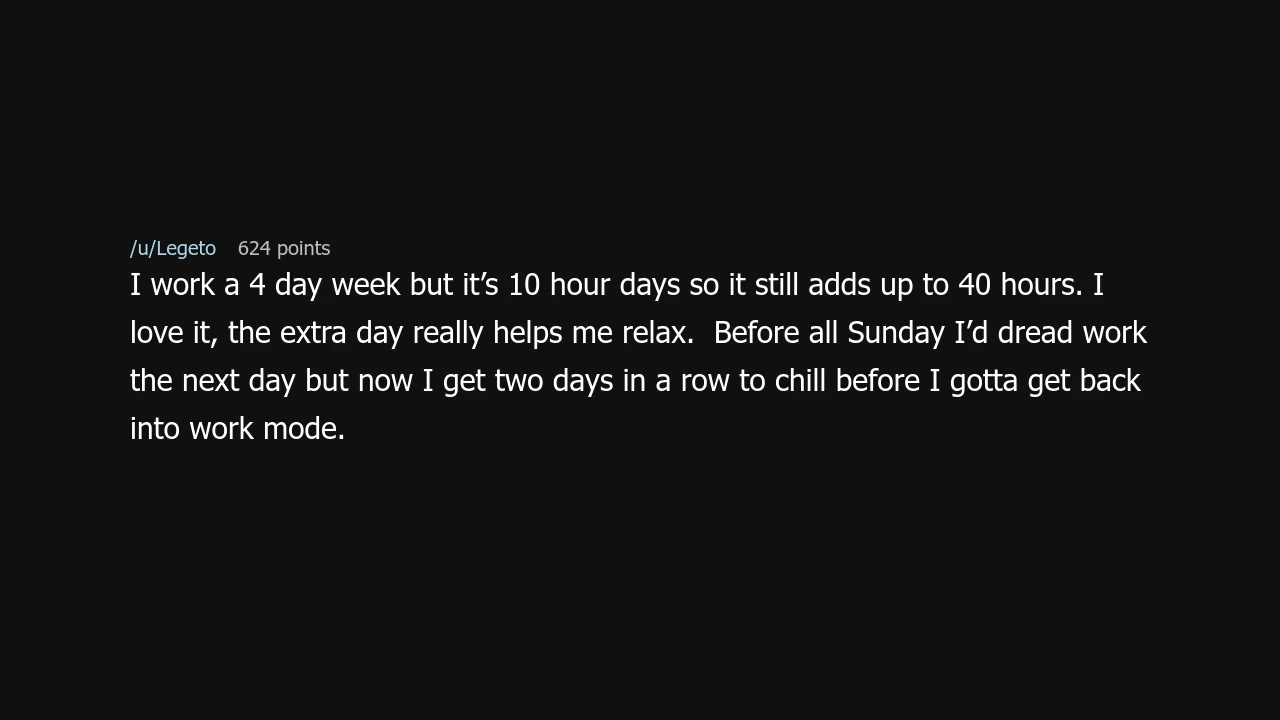 /u/Legeto 624 points
I work a 4 day week but it’s 10 hour days so it still adds up to 40 hours. I
love it, the extra day really helps me relax.  Before all Sunday I’d dread work
the next day but now I get two days in a row to chill before I gotta get back
into work mode.